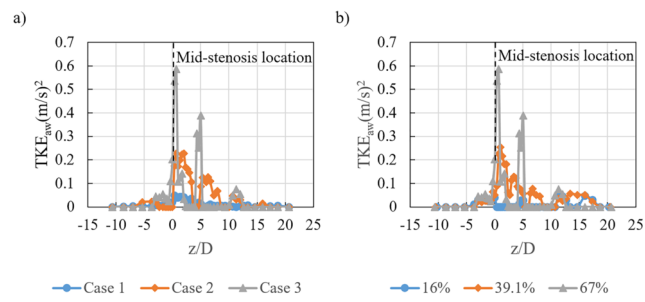 a)
TKEaw(m/s)²
0.7
0.6
0.5
0.4
0.3
0.2
0.1
0
Mid-stenosis location
-15 -10 -5 0 5 10 15 20 25
z/D
Case 1 Case 2 Case 3
b)
TKEaw(m/s)²
0.7
0.6
0.5
0.4
0.3
0.2
0.1
0
Mid-stenosis location
-15 -10 -5 0 5 10 15 20 25
z/D
16% 39.1% 67%